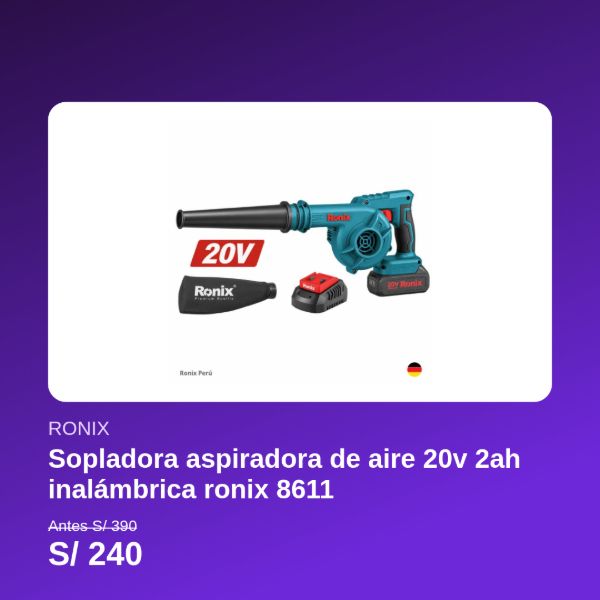 Ronix
20V
Ronix
Premium Quality
Ronix
20V Ronix
Ronix Perú
RONIX
Sopladora aspiradora de aire 20v 2ah
inalámbrica ronix 8611
Antes S/ 390
S/ 240